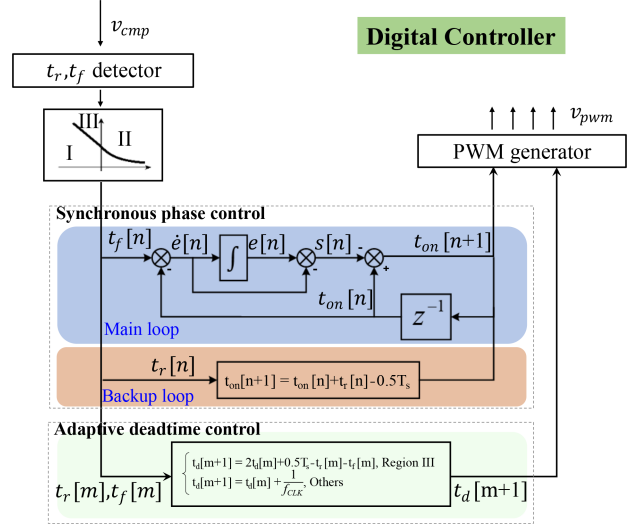 v_cmp
Digital Controller
t_r,t_f detector
III
II
I
v_pwm
PWM generator
Synchronous phase control
t_f[n]
ė[n]
∫
e[n]
s[n]
t_on[n+1]
-
-
-
+
t_on[n]
z^{-1}
Main loop
t_r[n]
t_on[n+1] = t_on[n]+t_r[n]-0.5T_s
Backup loop
Adaptive deadtime control
t_d[m+1] = 2t_d[m]+0.5T_s-t_r[m]-t_f[m], Region III
t_d[m+1] = t_d[m] + 1/f_CLK, Others
t_r[m],t_f[m]
t_d[m+1]